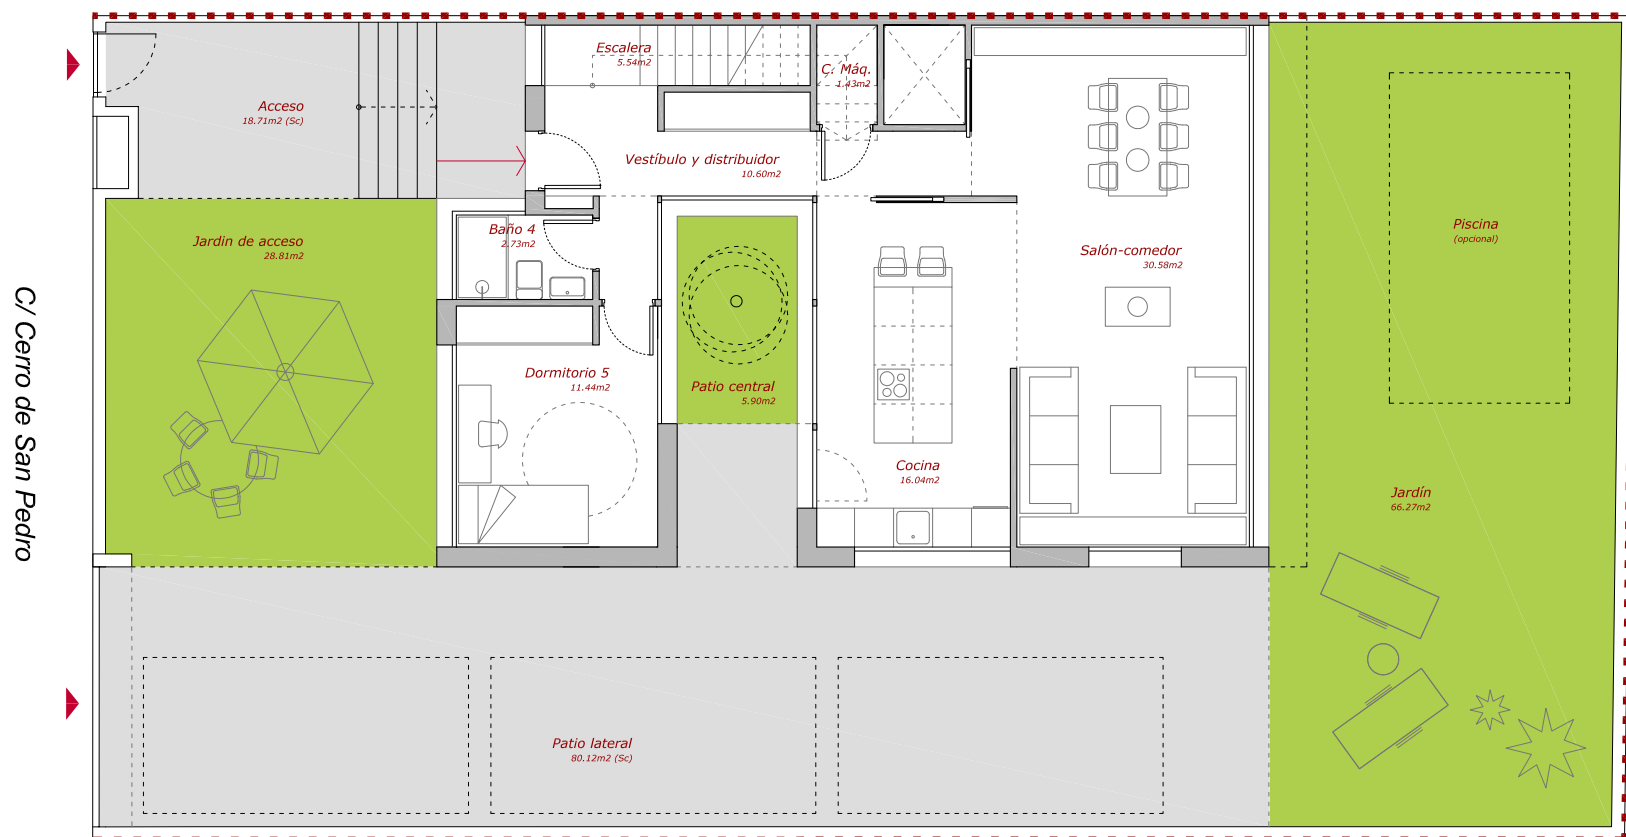 Escalera
5.54m2
C. Máq.
1.43m2
Acceso
18.71m2 (Sc)
Vestíbulo y distribuidor
10.60m2
Jardin de acceso
28.81m2
Baño 4
2.73m2
Salón-comedor
30.58m2
Piscina
(opcional)
C/ Cerro de San Pedro
Dormitorio 5
11.44m2
Patio central
5.90m2
Cocina
16.04m2
Jardín
66.27m2
Patio lateral
80.12m2 (Sc)